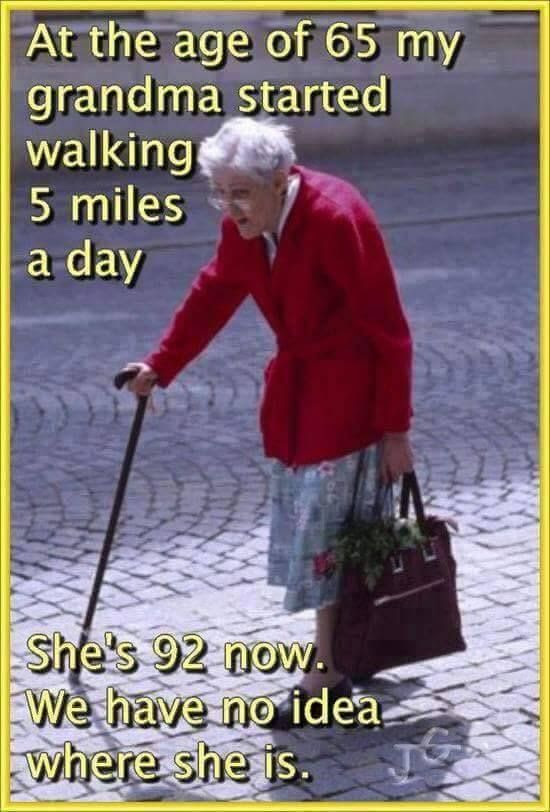 At the age of 65 my
grandma started
walking
5 miles
a day
She's 92 now.
We have no idea
where she is.
JG